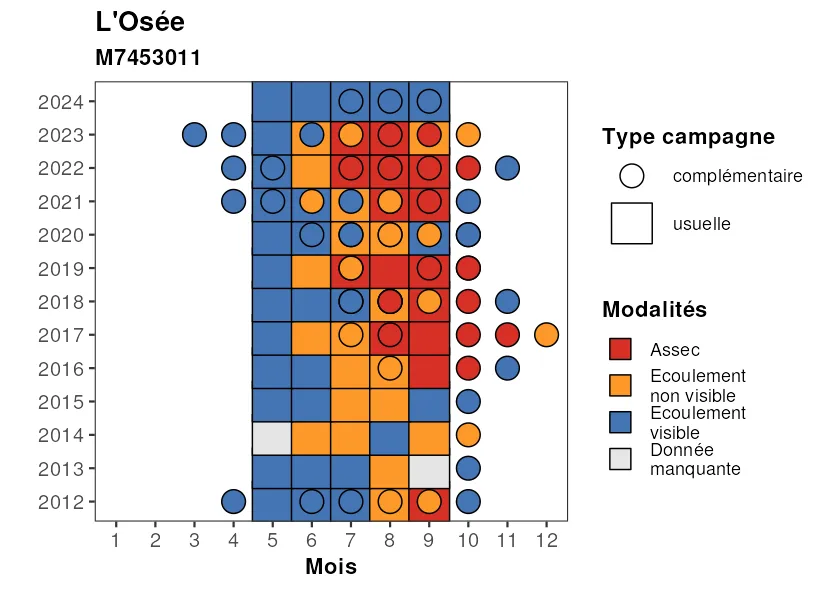 L'Osée
M7453011
2024
2023
2022
2021
2020
2019
2018
2017
2016
2015
2014
2013
2012
1 2 3 4 5 6 7 8 9 10 11 12
Mois
Type campagne
complémentaire
usuelle
Modalités
Assec
Ecoulement
non visible
Ecoulement
visible
Donnée
manquante